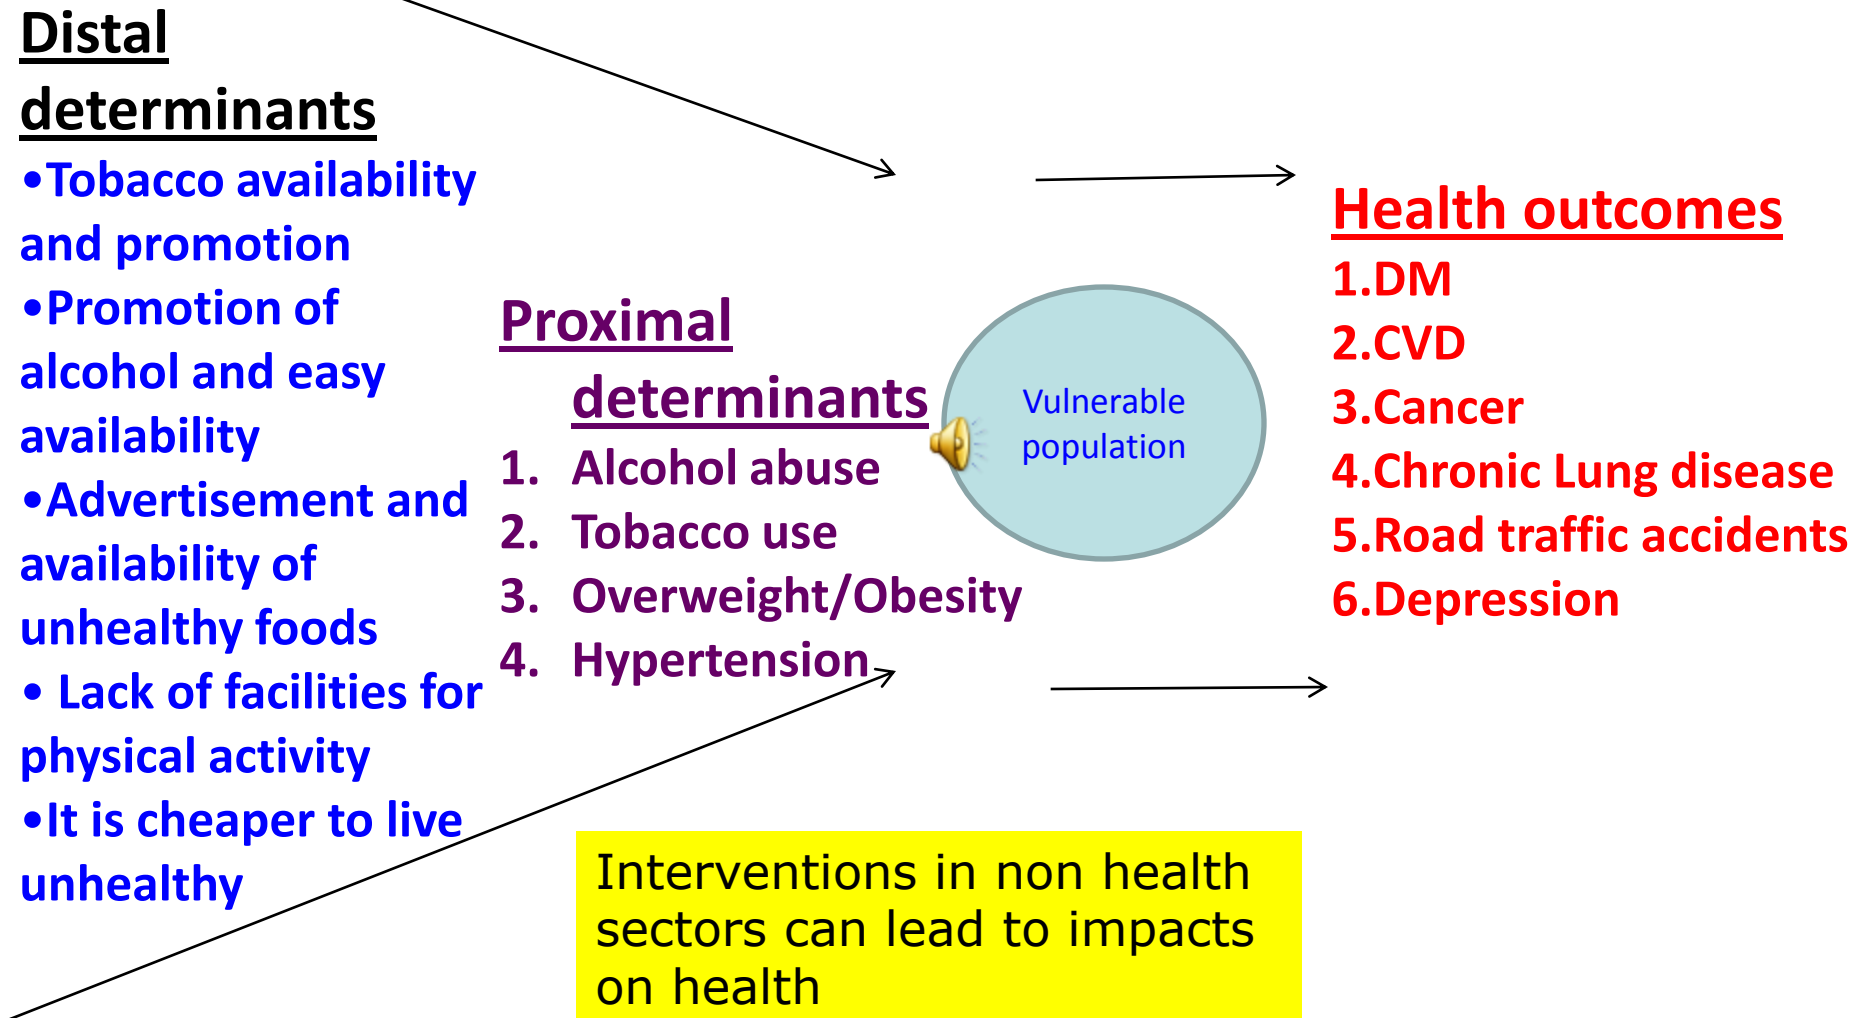 Distal
determinants
•Tobacco availability
and promotion
•Promotion of
alcohol and easy
availability
•Advertisement and
availability of
unhealthy foods
• Lack of facilities for
physical activity
•It is cheaper to live
unhealthy
Proximal
determinants
1. Alcohol abuse
2. Tobacco use
3. Overweight/Obesity
4. Hypertension
Vulnerable
population
Health outcomes
1.DM
2.CVD
3.Cancer
4.Chronic Lung disease
5.Road traffic accidents
6.Depression
Interventions in non health
sectors can lead to impacts
on health